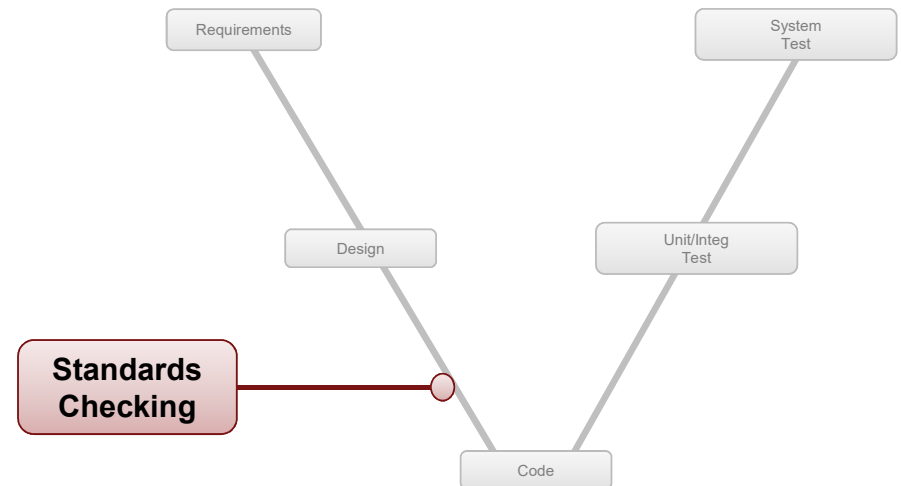 Requirements
System
Test
Design
Unit/Integ
Test
Standards
Checking
Code